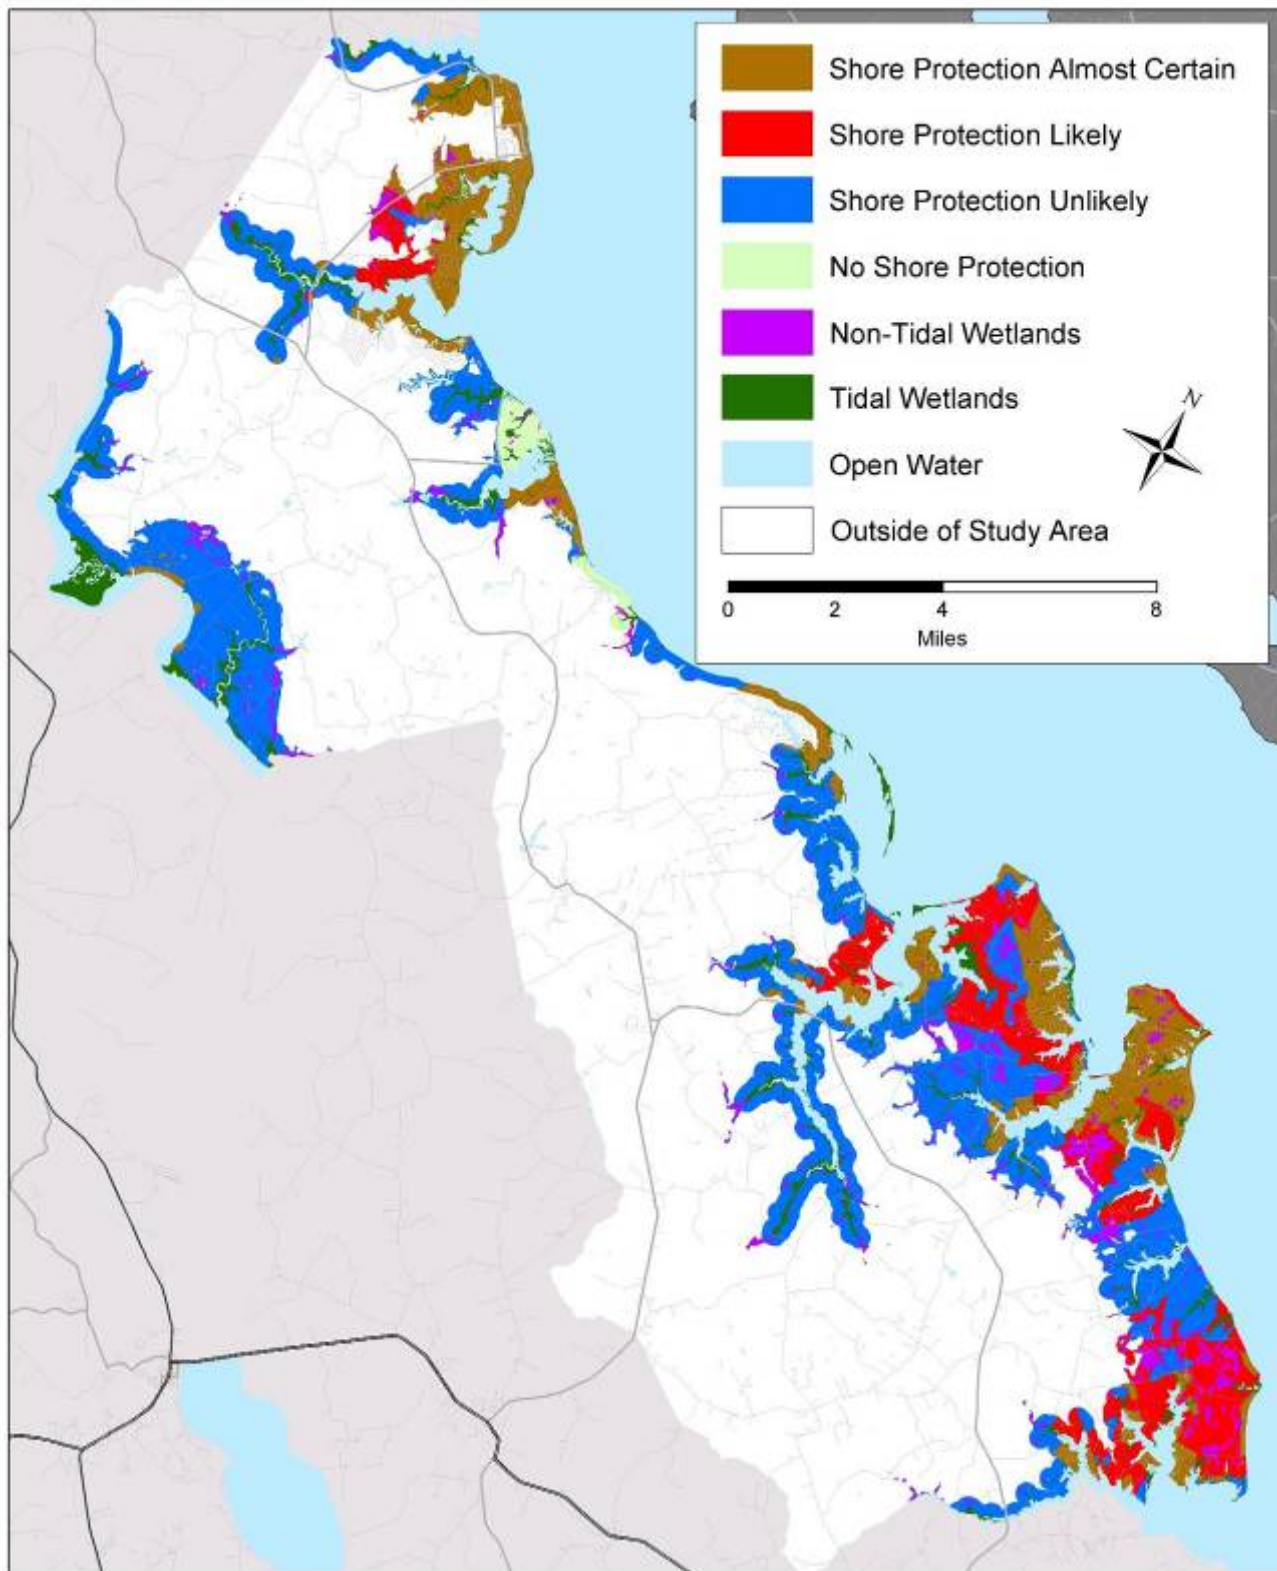 Shore Protection Almost Certain
Shore Protection Likely
Shore Protection Unlikely
No Shore Protection
Non-Tidal Wetlands
Tidal Wetlands
Open Water
Outside of Study Area
N
0 2 4 8
Miles